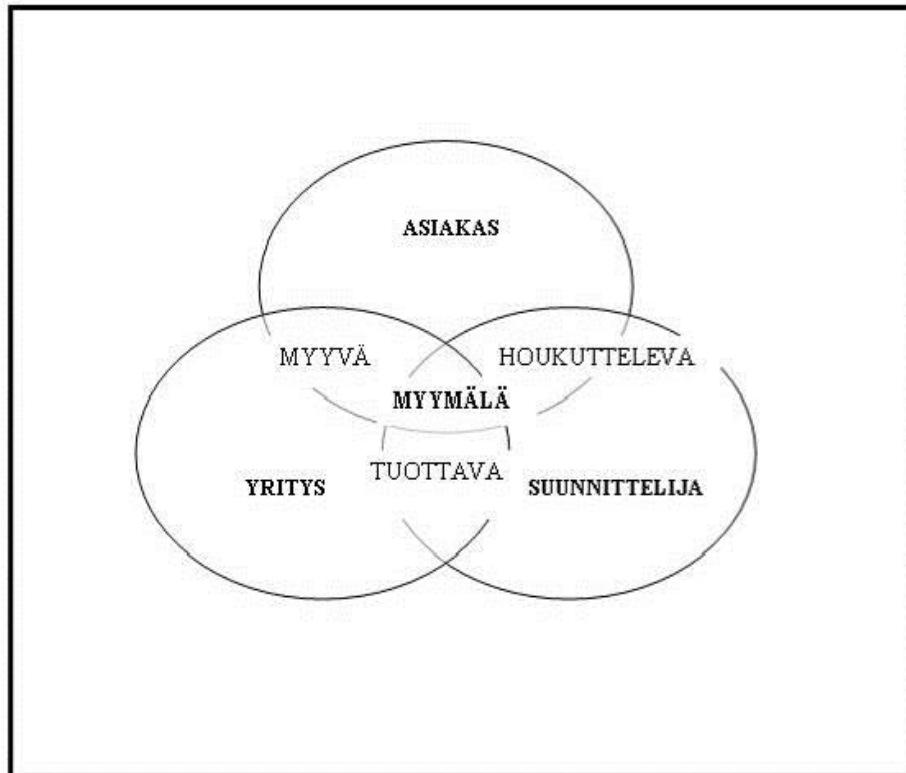 ASIAKAS
MYYVÄ
HOUKUTTELEVA
MYYMÄLÄ
TUOTTAVA
YRITYS
SUUNNITTELIJA